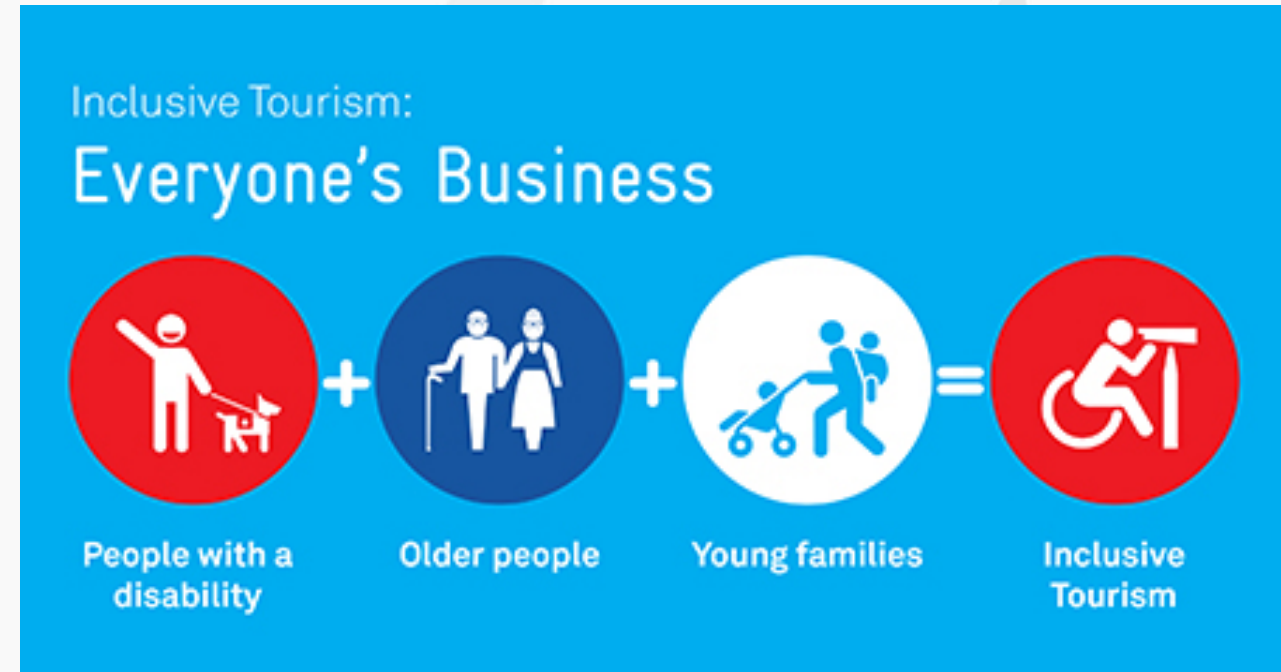 Inclusive Tourism:
Everyone's Business
+ + =
People with a
disability
Older people
Young families
Inclusive
Tourism